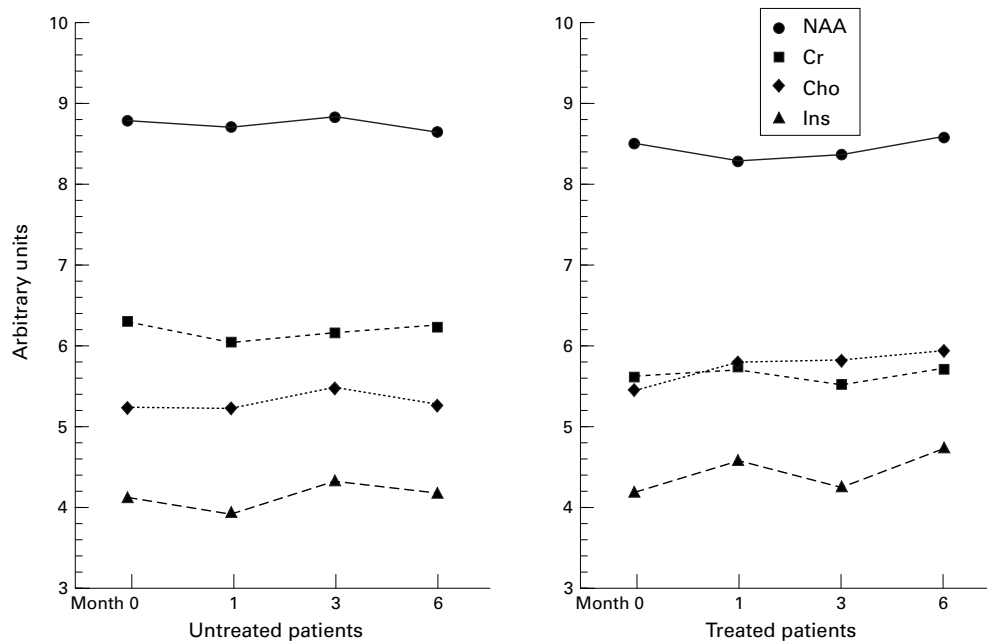 10
9
8
7
6
5
4
3
Arbitrary units
Month 0 1 3 6
Untreated patients
10
9
8
7
6
5
4
3
NAA
Cr
Cho
Ins
Month 0 1 3 6
Treated patients